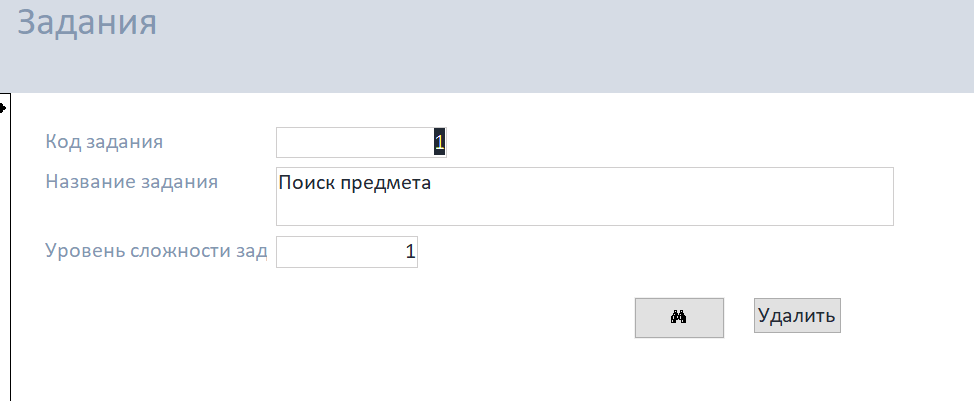 Задания
Код задания 1
Название задания Поиск предмета
Уровень сложности зад 1
Удалить